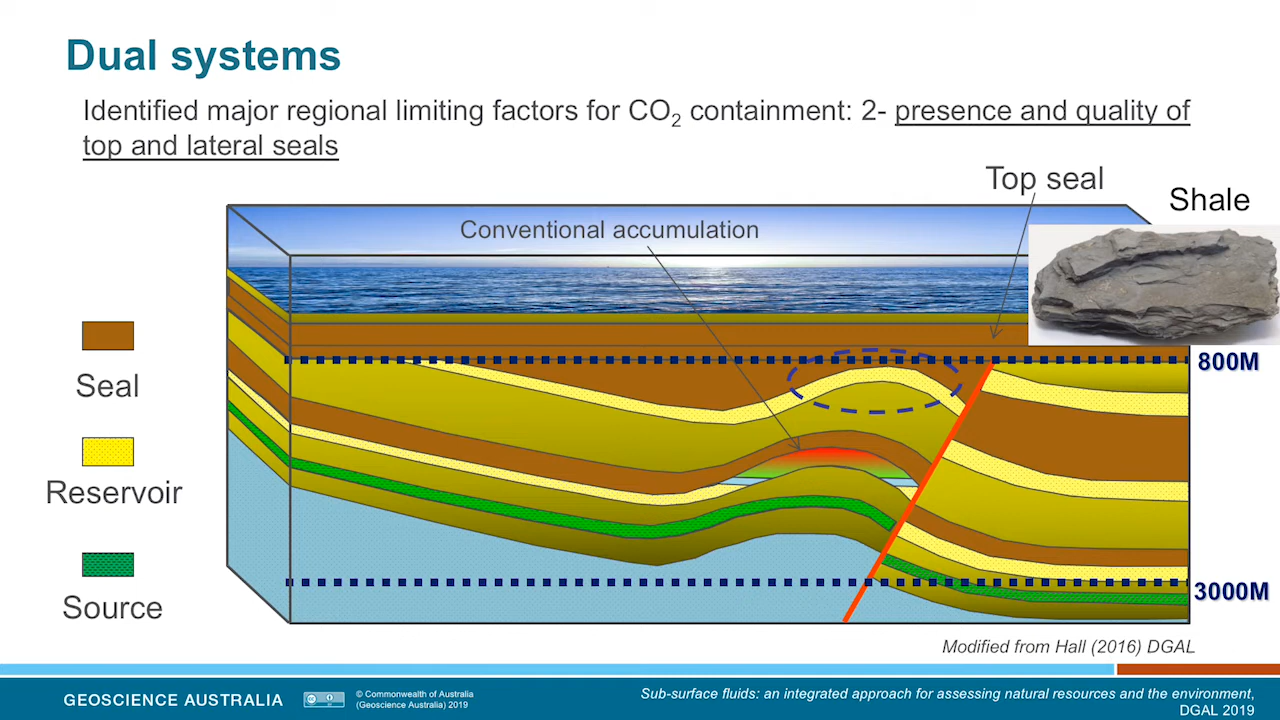 Dual systems
Identified major regional limiting factors for CO₂ containment: 2- presence and quality of
top and lateral seals
Top seal
Shale
Conventional accumulation
Seal
800M
Reservoir
Source
3000M
Modified from Hall (2016) DGAL
GEOSCIENCE AUSTRALIA
© Commonwealth of Australia
(Geoscience Australia) 2019
Sub-surface fluids: an integrated approach for assessing natural resources and the environment,
DGAL 2019